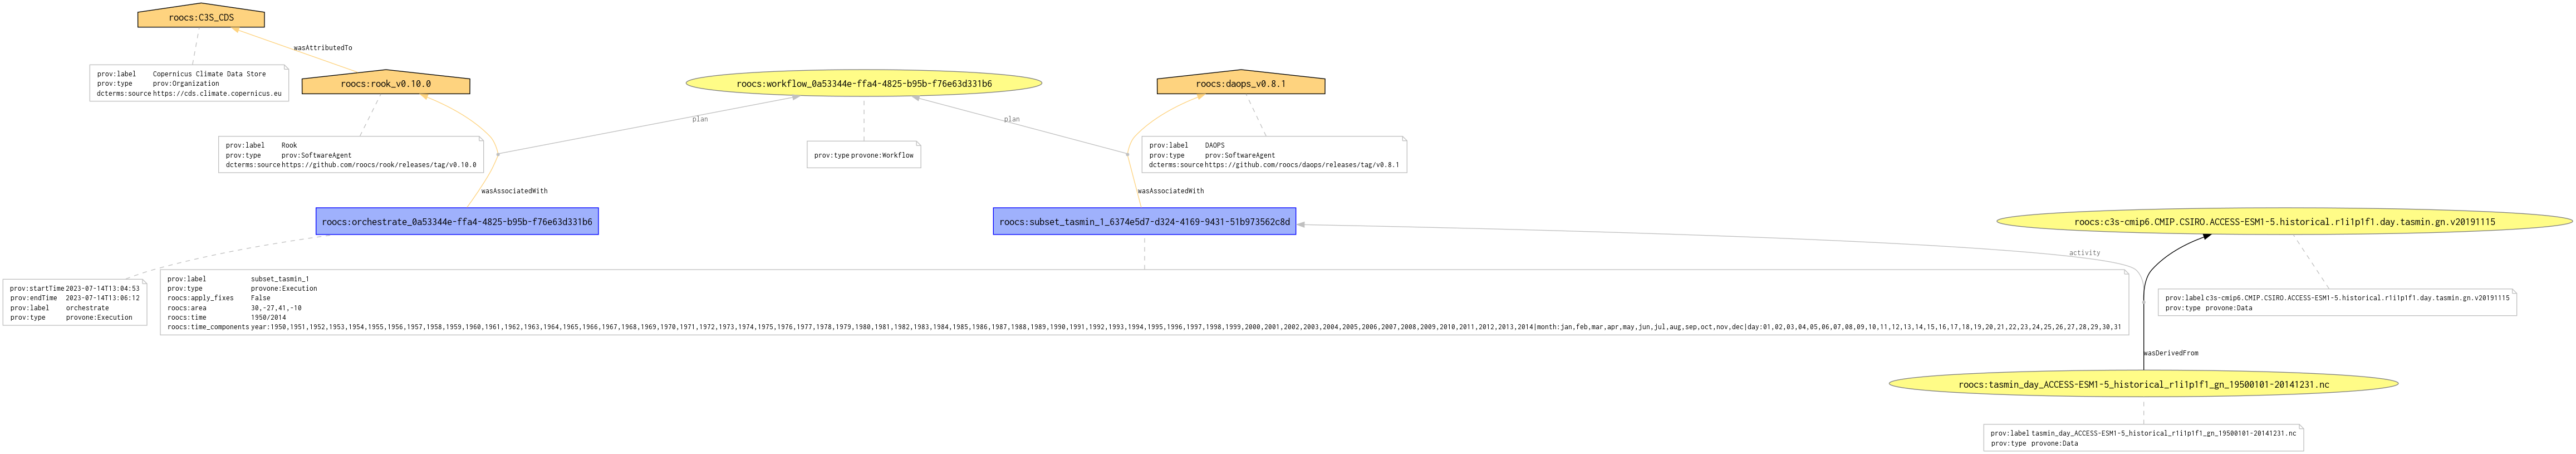 roocs:C3S_CDS
wasAttributedTo
prov:label Copernicus Climate Data Store
prov:type prov:Organization
dcterms:source https://cds.climate.copernicus.eu
roocs:rook_v0.10.0
roocs:workflow_0a53344e-ffa4-4825-b95b-f76e63d331b6
roocs:daops_v0.8.1
plan
plan
prov:label Rook
prov:type prov:SoftwareAgent
dcterms:source https://github.com/roocs/rook/releases/tag/v0.10.0
prov:type provone:Workflow
prov:label DAOPS
prov:type prov:SoftwareAgent
dcterms:source https://github.com/roocs/daops/releases/tag/v0.8.1
wasAssociatedWith
wasAssociatedWith
roocs:orchestrate_0a53344e-ffa4-4825-b95b-f76e63d331b6
roocs:subset_tasmin_1_6374e5d7-d324-4169-9431-51b973562c8d
roocs:c3s-cmip6.CMIP.CSIRO.ACCESS-ESM1-5.historical.r1i1p1f1.day.tasmin.gn.v20191115
activity
prov:startTime 2023-07-14T13:04:53
prov:endTime 2023-07-14T13:06:12
prov:label orchestrate
prov:type provone:Execution
prov:label subset_tasmin_1
prov:type provone:Execution
roocs:apply_fixes False
roocs:area 30,-27,41,-10
roocs:time 1950/2014
roocs:time_components year:1950,1951,1952,1953,1954,1955,1956,1957,1958,1959,1960,1961,1962,1963,1964,1965,1966,1967,1968,1969,1970,1971,1972,1973,1974,1975,1976,1977,1978,1979,1980,1981,1982,1983,1984,1985,1986,1987,1988,1989,1990,1991,1992,1993,1994,1995,1996,1997,1998,1999,2000,2001,2002,2003,2004,2005,2006,2007,2008,2009,2010,2011,2012,2013,2014|month:jan,feb,mar,apr,may,jun,jul,aug,sep,oct,nov,dec|day:01,02,03,04,05,06,07,08,09,10,11,12,13,14,15,16,17,18,19,20,21,22,23,24,25,26,27,28,29,30,31
prov:label c3s-cmip6.CMIP.CSIRO.ACCESS-ESM1-5.historical.r1i1p1f1.day.tasmin.gn.v20191115
prov:type provone:Data
wasDerivedFrom
roocs:tasmin_day_ACCESS-ESM1-5_historical_r1i1p1f1_gn_19500101-20141231.nc
prov:label tasmin_day_ACCESS-ESM1-5_historical_r1i1p1f1_gn_19500101-20141231.nc
prov:type provone:Data